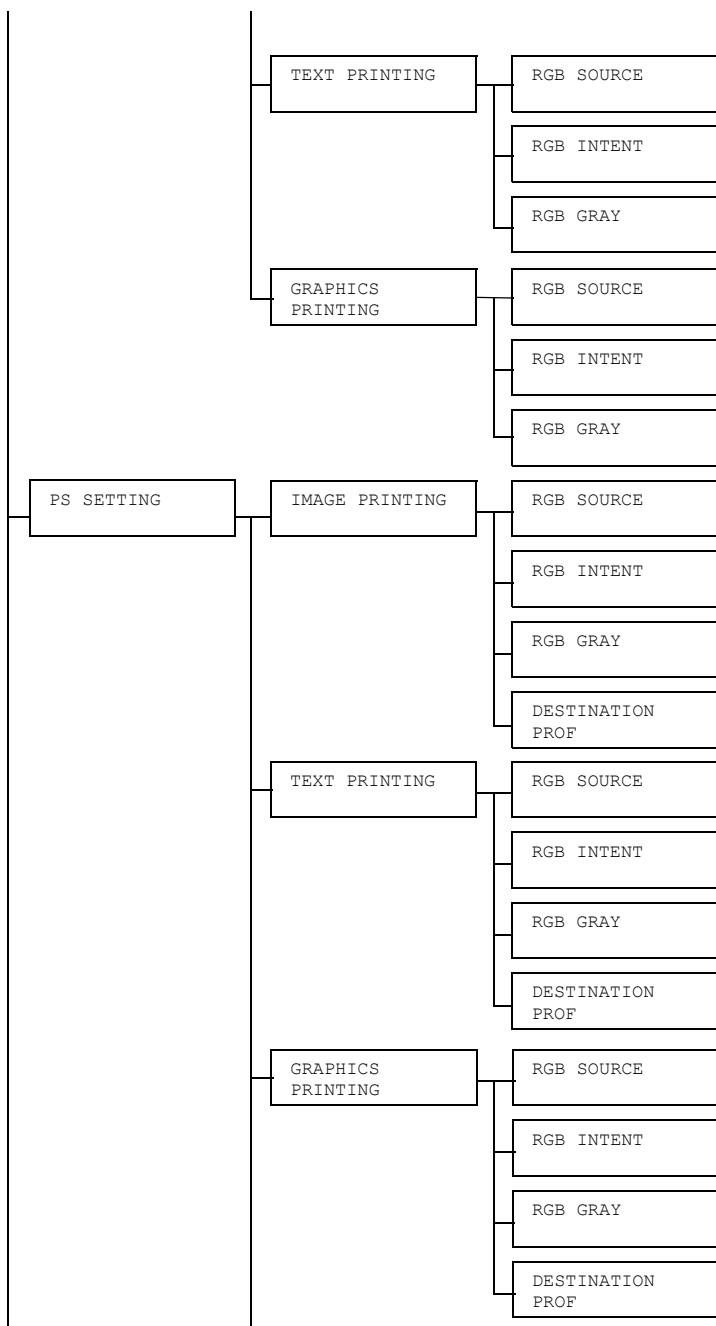 TEXT PRINTING
RGB SOURCE
RGB INTENT
RGB GRAY
GRAPHICS
PRINTING
RGB SOURCE
RGB INTENT
RGB GRAY
PS SETTING
IMAGE PRINTING
RGB SOURCE
RGB INTENT
RGB GRAY
DESTINATION
PROF
TEXT PRINTING
RGB SOURCE
RGB INTENT
RGB GRAY
DESTINATION
PROF
GRAPHICS
PRINTING
RGB SOURCE
RGB INTENT
RGB GRAY
DESTINATION
PROF